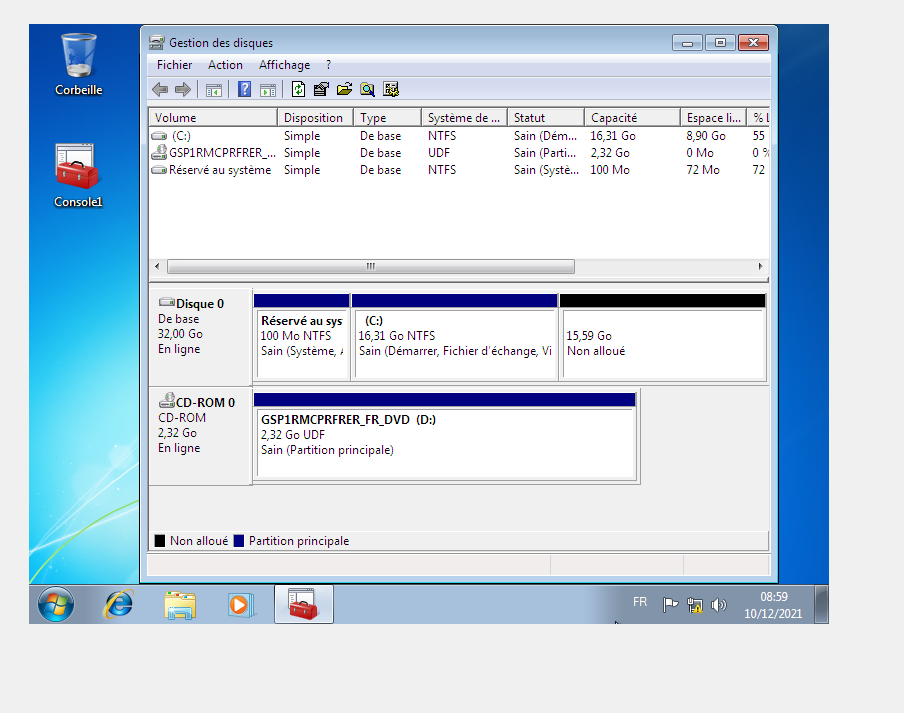 Corbeille
Console1
Gestion des disques
Fichier Action Affichage ?
Volume Disposition Type Système de ... Statut Capacité Espace li... % L
(C:) Simple De base NTFS Sain (Dém... 16,31 Go 8,90 Go 55
GSP1RMCPRFRER_... Simple De base UDF Sain (Parti... 2,32 Go 0 Mo 0 %
Réservé au système Simple De base NTFS Sain (Systè... 100 Mo 72 Mo 72
Disque 0
De base
32,00 Go
En ligne
Réservé au sys
100 Mo NTFS
Sain (Système, A
(C:)
16,31 Go NTFS
Sain (Démarrer, Fichier d'échange, Vi
15,59 Go
Non alloué
CD-ROM 0
CD-ROM
2,32 Go
En ligne
GSP1RMCPRFRER_FR_DVD (D:)
2,32 Go UDF
Sain (Partition principale)
Non alloué Partition principale
FR
08:59
10/12/2021